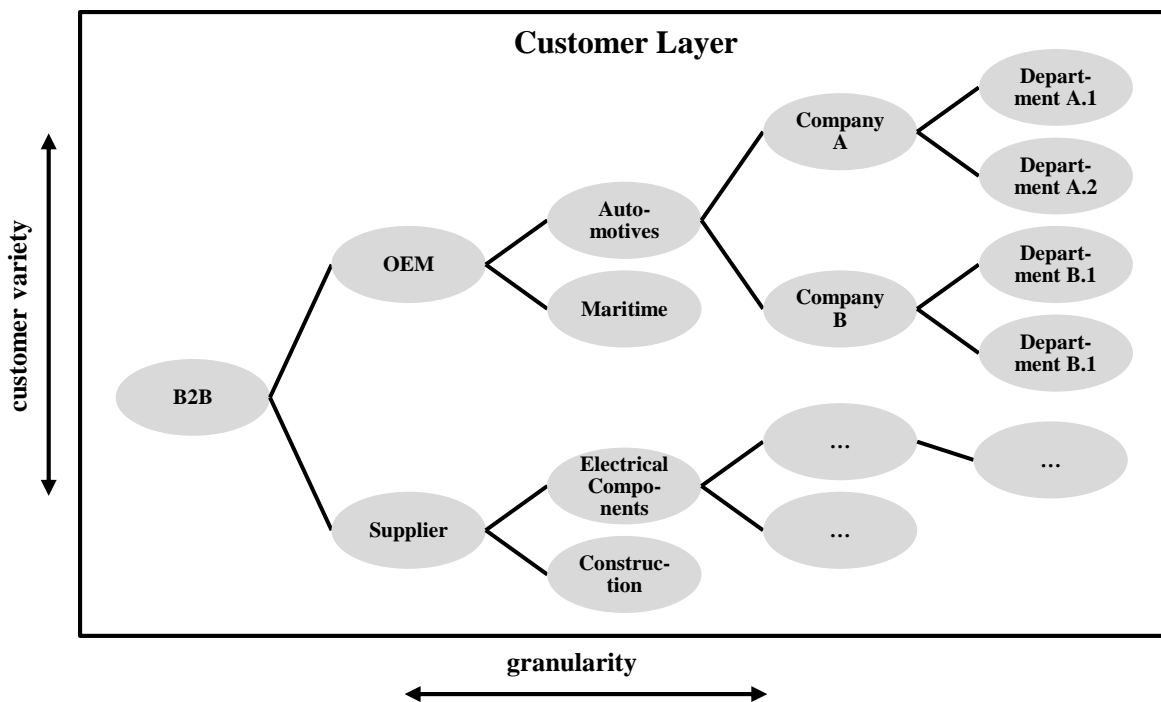 Customer Layer
Depart-
ment A.1
Company
A
Depart-
ment A.2
Auto-
motives
OEM
Depart-
ment B.1
Maritime
Company
B
Depart-
ment B.1
customer variety
B2B
…
…
Electrical
Compo-
nents
Supplier
…
Construc-
tion
granularity